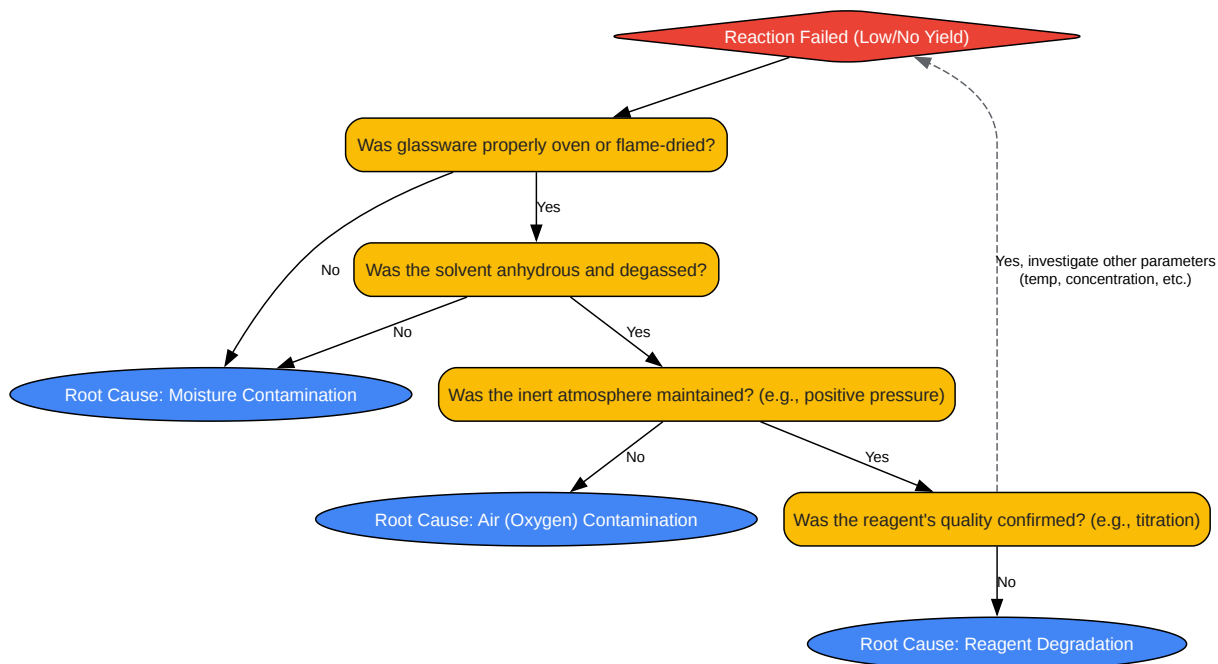 Reaction Failed (Low/No Yield)
Was glassware properly oven or flame-dried?
Yes
No
Was the solvent anhydrous and degassed?
Yes, investigate other parameters
(temp, concentration, etc.)
No
Yes
Root Cause: Moisture Contamination
Was the inert atmosphere maintained? (e.g., positive pressure)
No
Yes
Root Cause: Air (Oxygen) Contamination
Was the reagent's quality confirmed? (e.g., titration)
No
Root Cause: Reagent Degradation